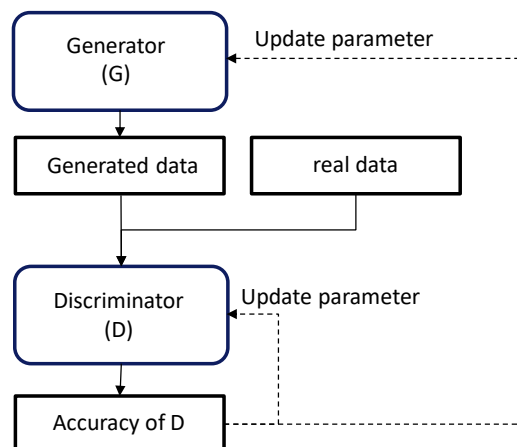 Generator
(G)
Update parameter
Generated data
real data
Discriminator
(D)
Update parameter
Accuracy of D